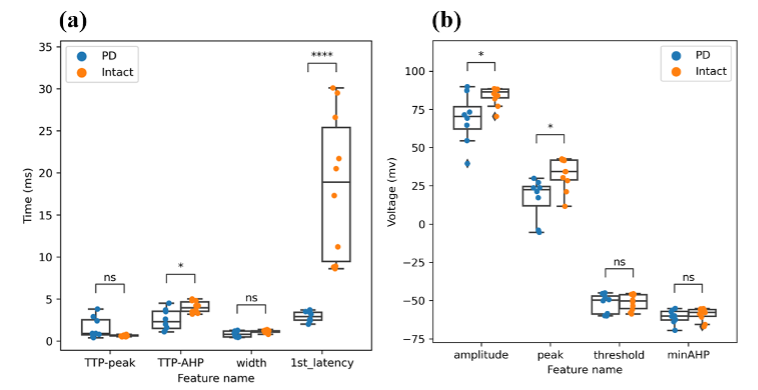 (a)
35
30
25
20
15
10
5
0
Time (ms)
PD
Intact
ns
*
ns
****
TTP-peak TTP-AHP width 1st_latency
Feature name
(b)
100
75
50
25
0
−25
−50
−75
Voltage (mv)
PD
Intact
*
*
ns
ns
amplitude peak threshold minAHP
Feature name